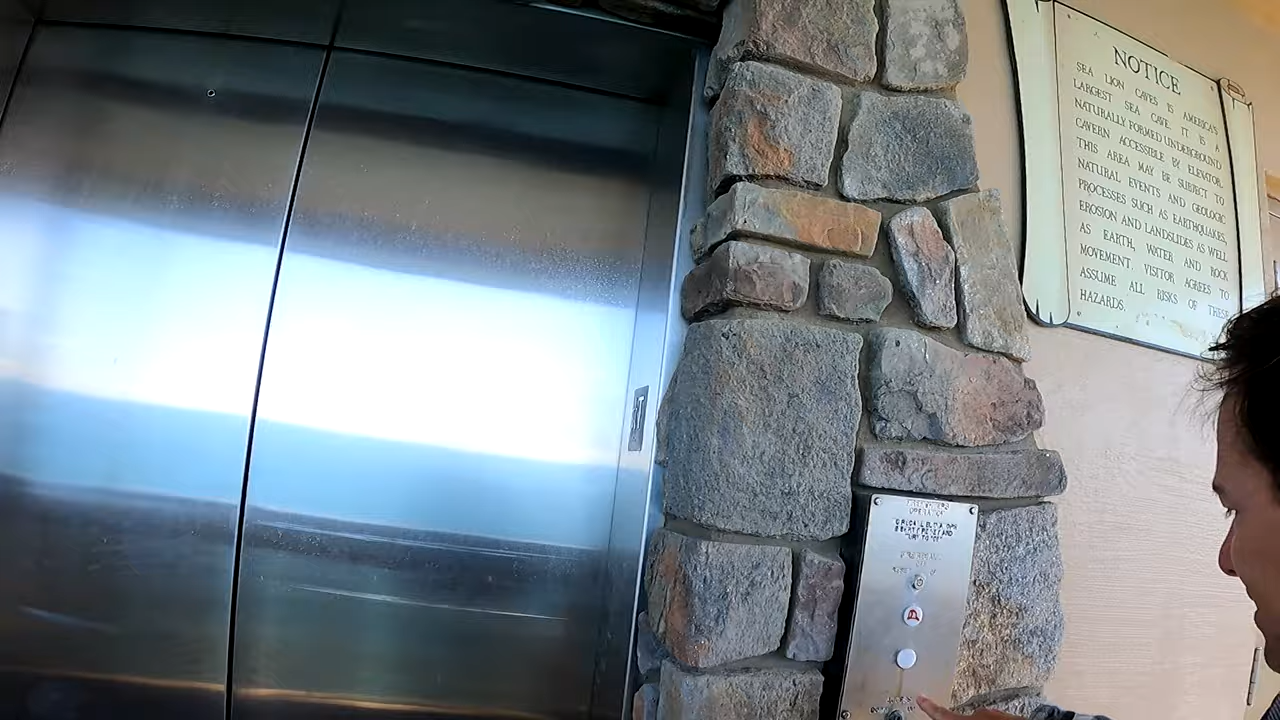 NOTICE
SEA LION CAVES IS AMERICA'S
LARGEST SEA CAVE. IT IS A
NATURALLY FORMED UNDERGROUND
CAVERN ACCESSIBLE BY ELEVATOR.
THIS AREA MAY BE SUBJECT TO
NATURAL EVENTS AND GEOLOGIC
PROCESSES SUCH AS EARTHQUAKES,
EROSION AND LANDSLIDES AS WELL
AS EARTH, WATER AND ROCK
MOVEMENT. VISITOR AGREES TO
ASSUME ALL RISKS OF THESE
HAZARDS.